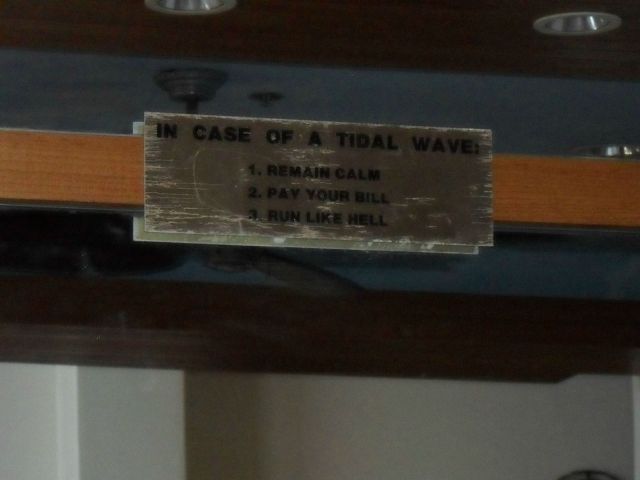 IN CASE OF A TIDAL WAVE:
1. REMAIN CALM
2. PAY YOUR BILL
3. RUN LIKE HELL